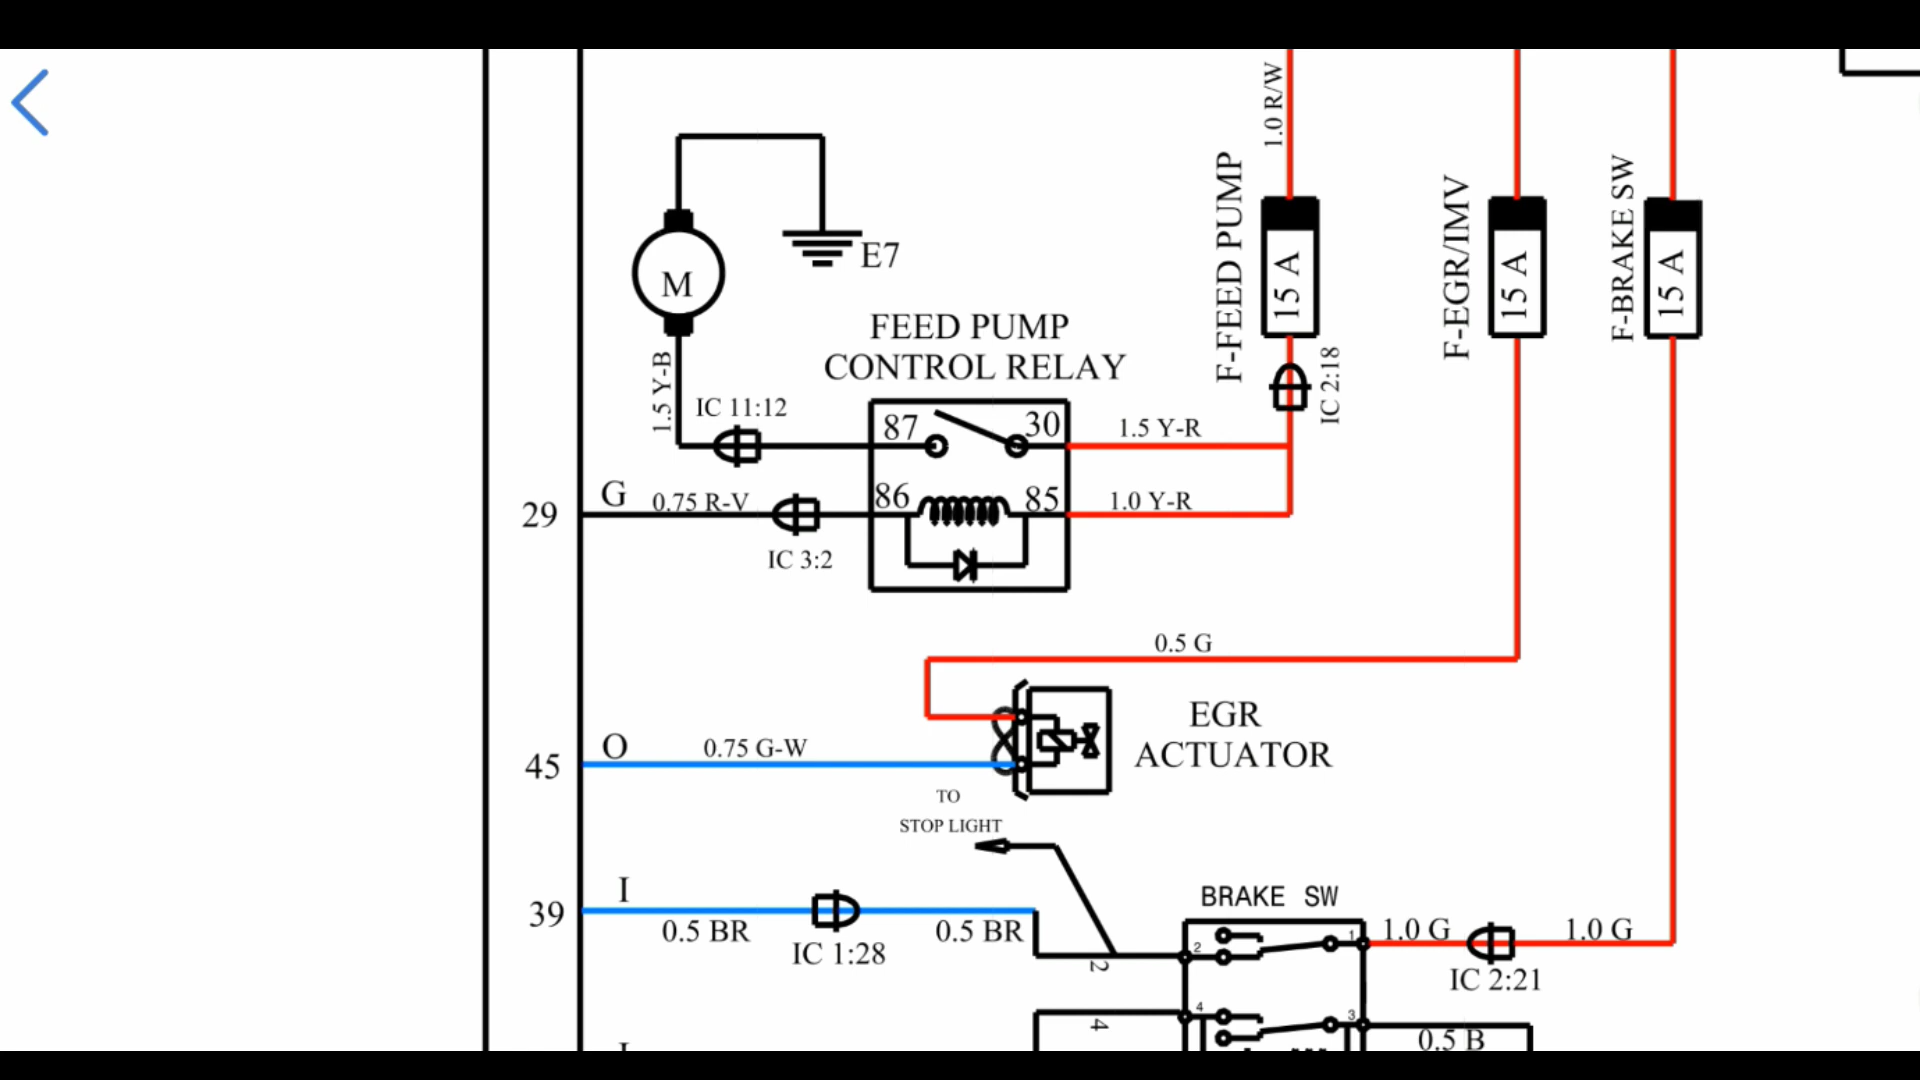 1.0 R/W
F-FEED PUMP
15 A
IC 2:18
F-EGR/IMV
15 A
F-BRAKE SW
15 A
M
E7
FEED PUMP
CONTROL RELAY
1.5 Y-B
IC 11:12
87
30
1.5 Y-R
29
G
0.75 R-V
86
85
1.0 Y-R
IC 3:2
0.5 G
EGR
ACTUATOR
45
O
0.75 G-W
TO
STOP LIGHT
39
I
0.5 BR
IC 1:28
0.5 BR
BRAKE SW
2
2
1
1.0 G
1.0 G
IC 2:21
4
4
3
0.5 B